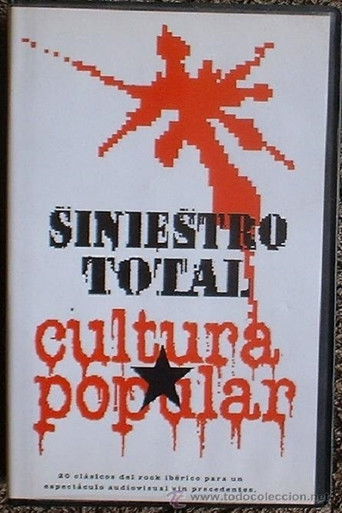 SINIESTRO
TOTAL
cultura
popular
20 clásicos del rock ibérico para un
espectáculo audiovisual sin precedentes.
www.todocoleccion.net